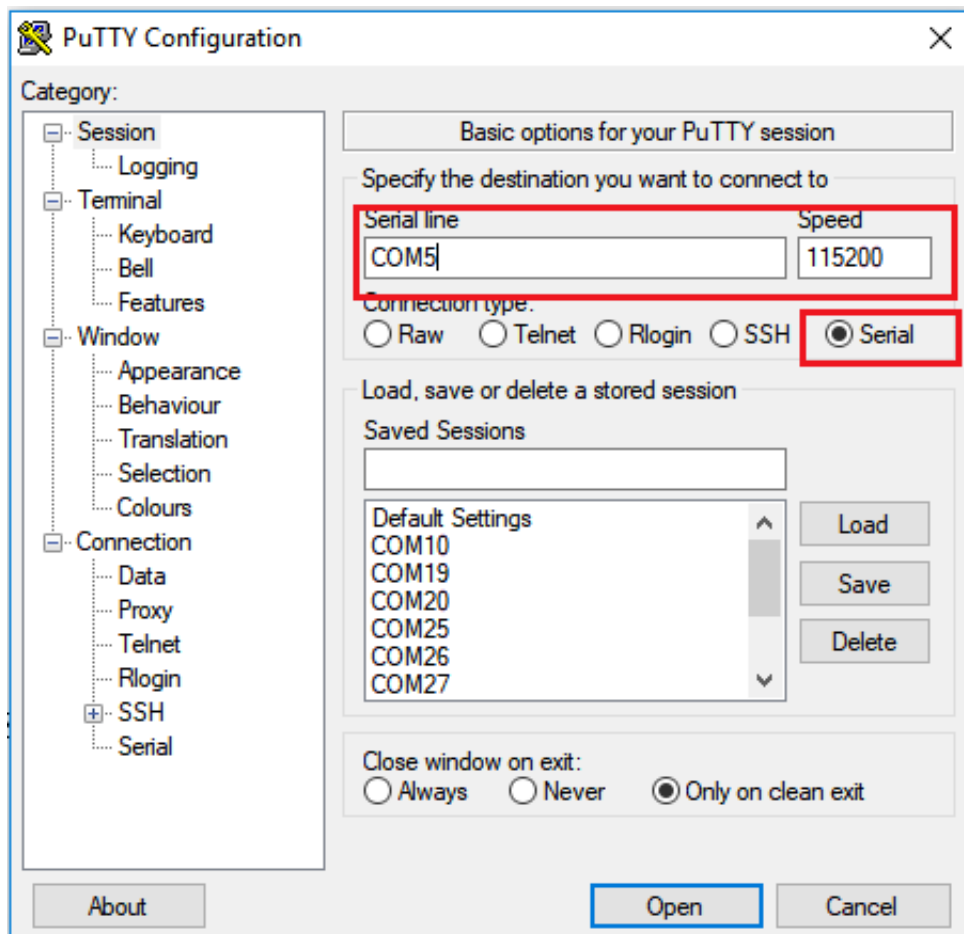 PuTTY Configuration
Category:
Session
Logging
Terminal
Keyboard
Bell
Features
Window
Appearance
Behaviour
Translation
Selection
Colours
Connection
Data
Proxy
Telnet
Rlogin
SSH
Serial
Basic options for your PuTTY session
Specify the destination you want to connect to
Serial line Speed
COM5 115200
Connection type:
Raw Telnet Rlogin SSH Serial
Load, save or delete a stored session
Saved Sessions
Default Settings
COM10
COM19
COM20
COM25
COM26
COM27
Load
Save
Delete
Close window on exit:
Always Never Only on clean exit
About Open Cancel